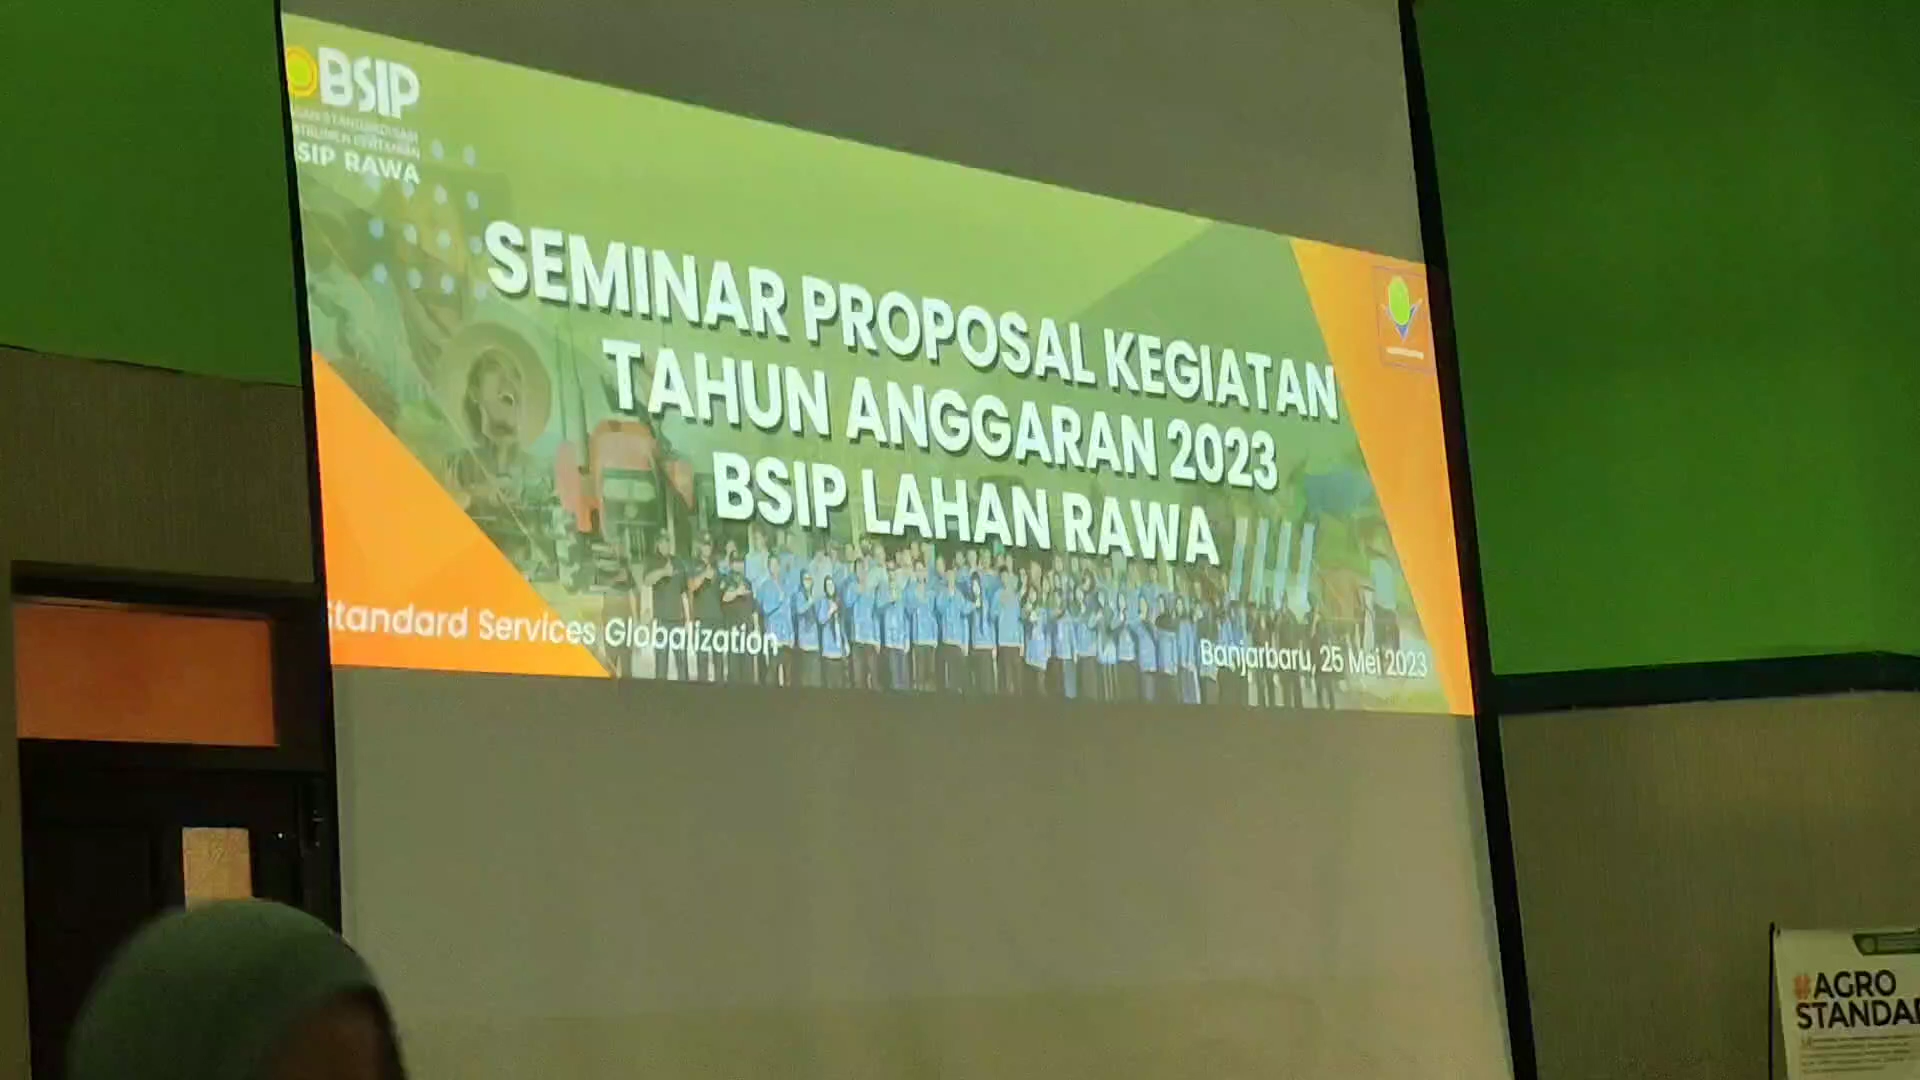 BSIP
SIP RAWA
SEMINAR PROPOSAL KEGIATAN
TAHUN ANGGARAN 2023
BSIP LAHAN RAWA
Standard Services Globalization
Banjarbaru, 25 Mei 2023
#AGRO
STANDAR